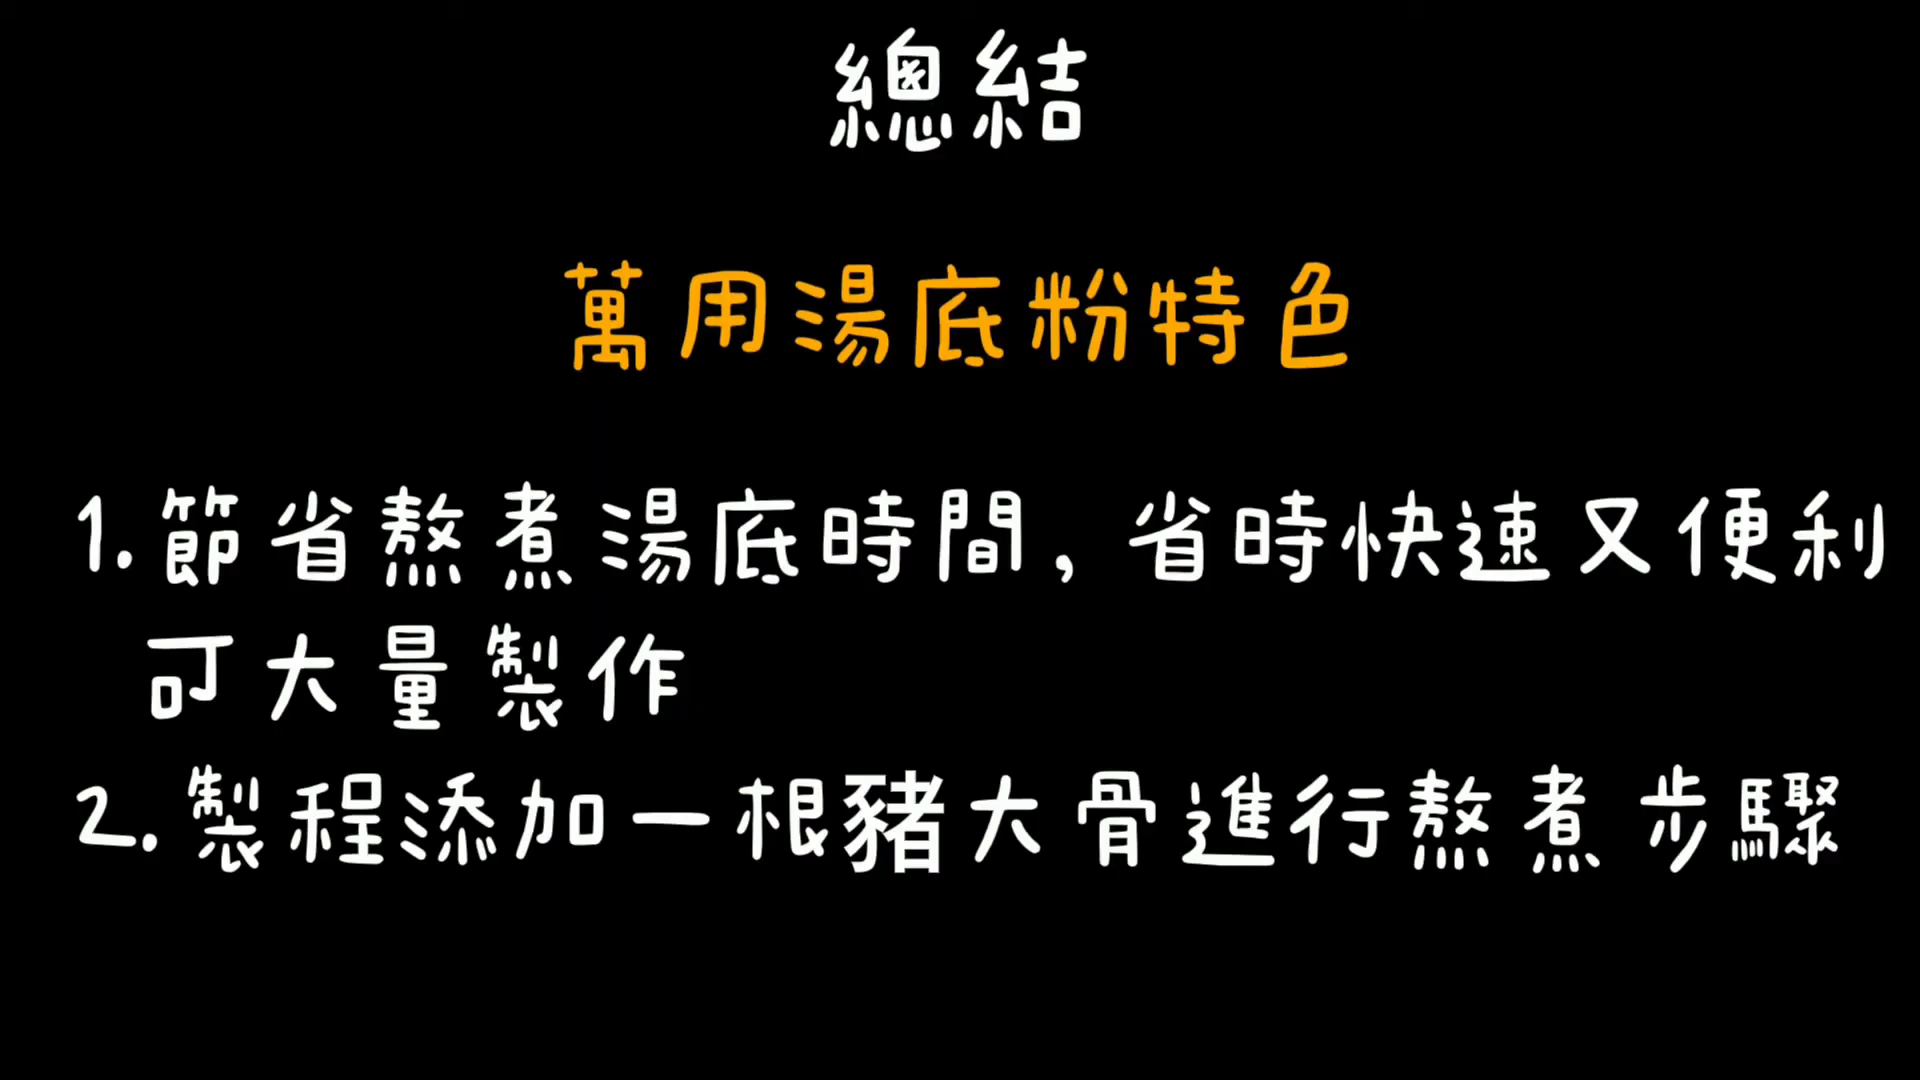 總結
萬用湯底粉特色
1.節省熬煮湯底時間,省時快速又便利
可大量製作
2.製程添加一根豬大骨進行熬煮步驟